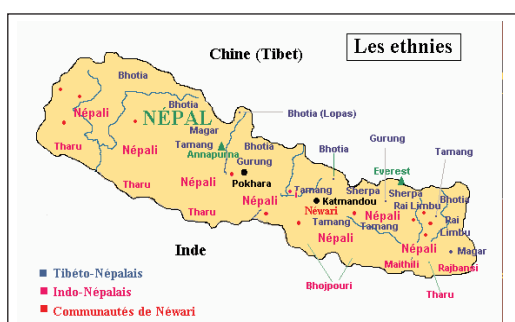 Les ethnies
Chine (Tibet)
Bhotia
Bhotia
Népali
NÉPAL
Bhotia (Lopas)
Magar
Gurung
Népali
Tamang
Bhotia
Bhotia
Tamang
Tharu
Annapurna
Gurung
Everest
Népali
Pokhara
Tamang
Sherpa
Sherpa
Bhotia
Tharu
Népali
Katmandou
Rai
Limbu
Tharu
Newari
Népali
Rai
Tamang
Tamang
Limbu
Népali
Népali
Magar
Inde
Maithili
Rajbansi
Bhojpouri
Tharu
Tibéto-Népalais
Indo-Népalais
Communautés de Néwari